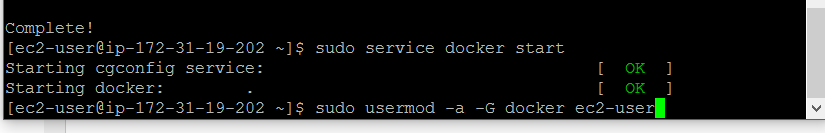 Complete!
[ec2-user@ip-172-31-19-202 ~]$ sudo service docker start
Starting cgconfig service:                                 [  OK  ]
Starting docker:         .                                 [  OK  ]
[ec2-user@ip-172-31-19-202 ~]$ sudo usermod -a -G docker ec2-user